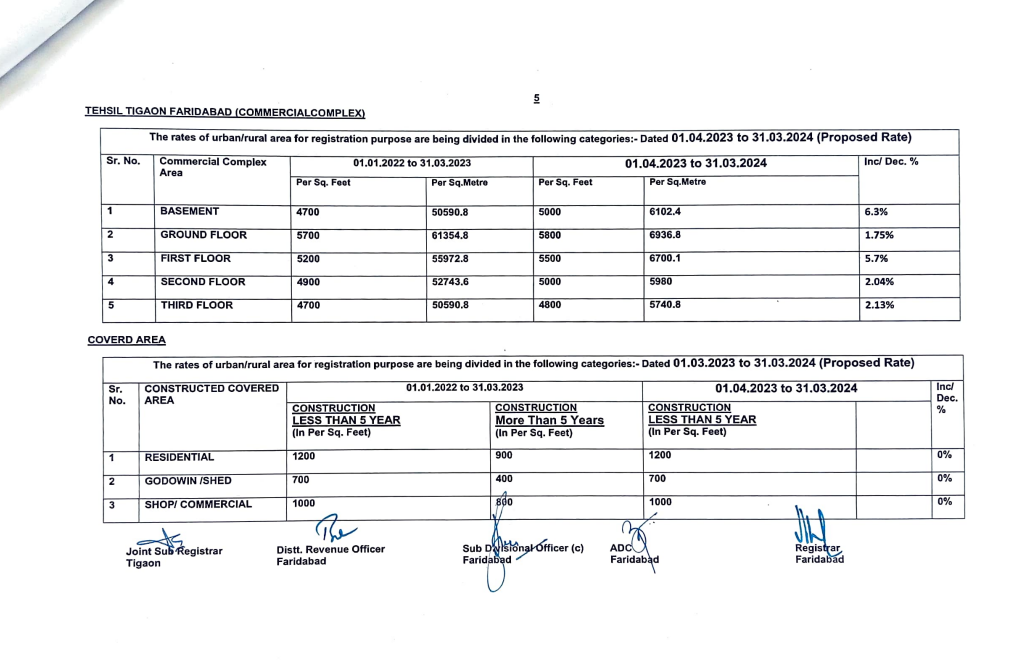 5
TEHSIL TIGAON FARIDABAD (COMMERCIALCOMPLEX)
The rates of urban/rural area for registration purpose are being divided in the following categories:- Dated 01.04.2023 to 31.03.2024 (Proposed Rate)
Sr. No. Commercial Complex Area 01.01.2022 to 31.03.2023 01.04.2023 to 31.03.2024 Inc/ Dec. %
Per Sq. Feet Per Sq.Metre Per Sq. Feet Per Sq.Metre
1 BASEMENT 4700 50590.8 5000 6102.4 6.3%
2 GROUND FLOOR 5700 61354.8 5800 6936.8 1.75%
3 FIRST FLOOR 5200 55972.8 5500 6700.1 5.7%
4 SECOND FLOOR 4900 52743.6 5000 5980 2.04%
5 THIRD FLOOR 4700 50590.8 4800 5740.8 2.13%
COVERD AREA
The rates of urban/rural area for registration purpose are being divided in the following categories:- Dated 01.03.2023 to 31.03.2024 (Proposed Rate)
Sr. No. CONSTRUCTED COVERED AREA 01.01.2022 to 31.03.2023 01.04.2023 to 31.03.2024 Inc/ Dec. %
CONSTRUCTION CONSTRUCTION CONSTRUCTION
LESS THAN 5 YEAR More Than 5 Years LESS THAN 5 YEAR
(In Per Sq. Feet) (In Per Sq. Feet) (In Per Sq. Feet)
1 RESIDENTIAL 1200 900 1200 0%
2 GODOWIN /SHED 700 400 700 0%
3 SHOP/ COMMERCIAL 1000 800 1000 0%
Joint Sub Registrar Distt. Revenue Officer Sub Divisional Officer (c) ADC Registrar
Tigaon Faridabad Faridabad Faridabad Faridabad